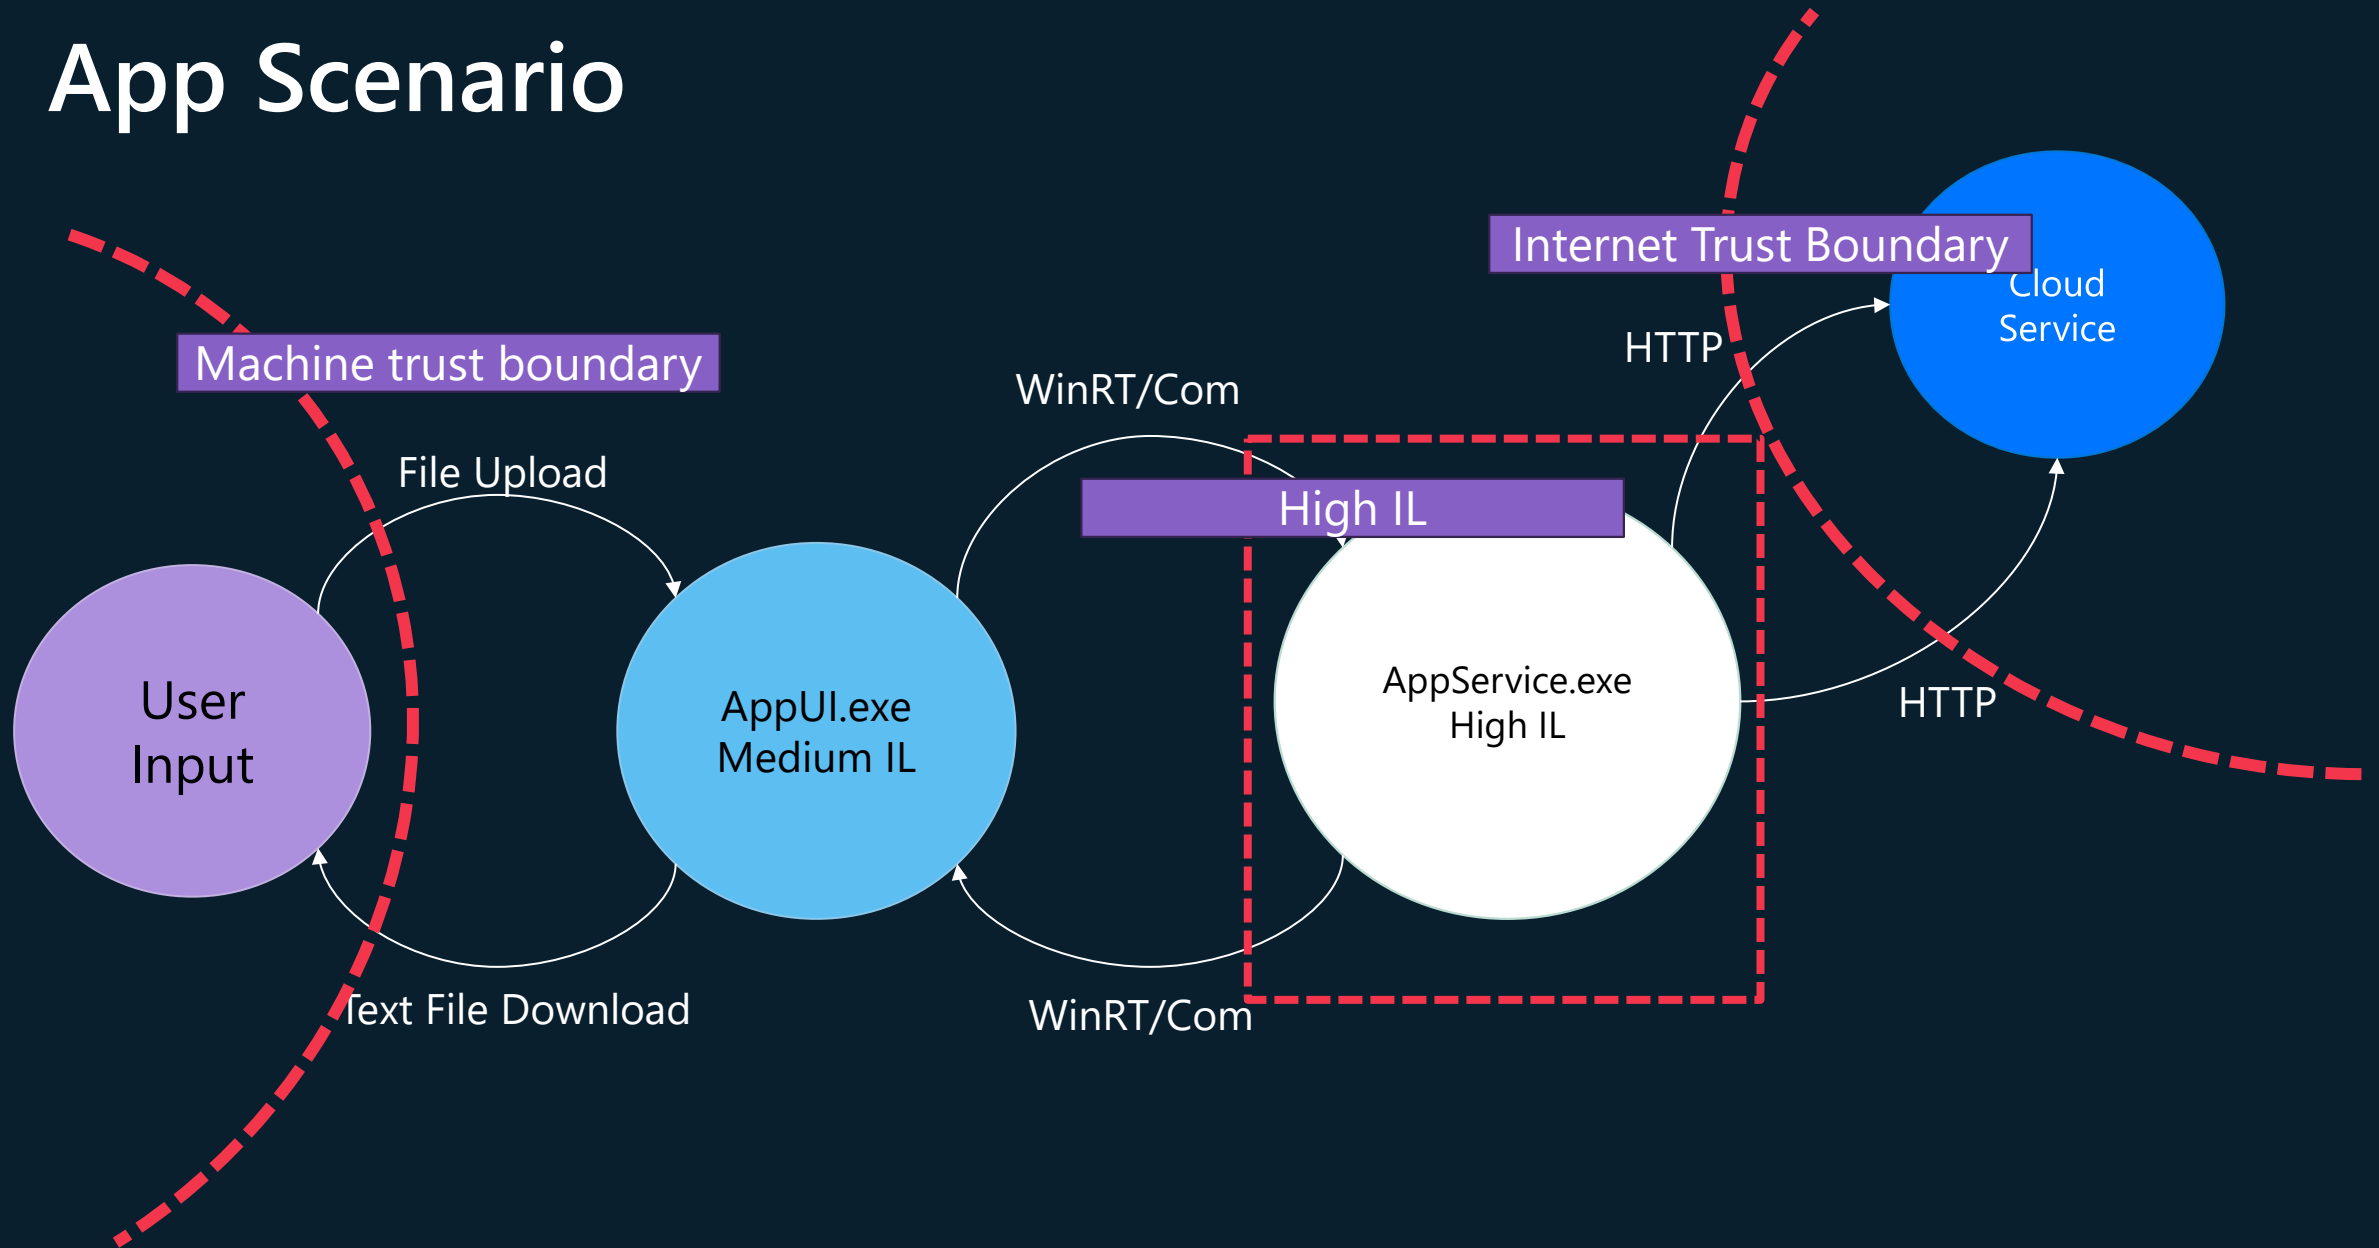 App Scenario
Internet Trust Boundary
Cloud
Service
HTTP
Machine trust boundary
WinRT/Com
File Upload
High IL
User
Input
AppUI.exe
Medium IL
AppService.exe
High IL
HTTP
Text File Download
WinRT/Com